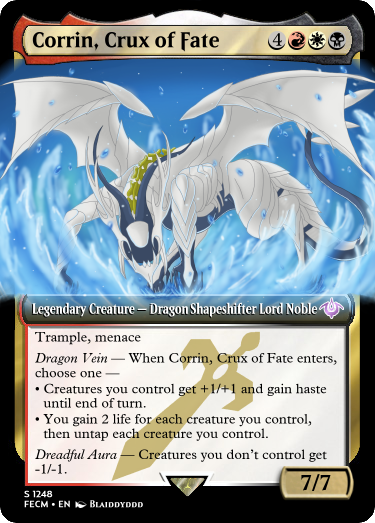 Corrin, Crux of Fate 4
Legendary Creature — Dragon Shapeshifter Lord Noble
Trample, menace
Dragon Vein — When Corrin, Crux of Fate enters,
choose one —
• Creatures you control get +1/+1 and gain haste
until end of turn.
• You gain 2 life for each creature you control,
then untap each creature you control.
Dreadful Aura — Creatures you don't control get
-1/-1.
7/7
S 1248
FECM • EN Blaiddyddd